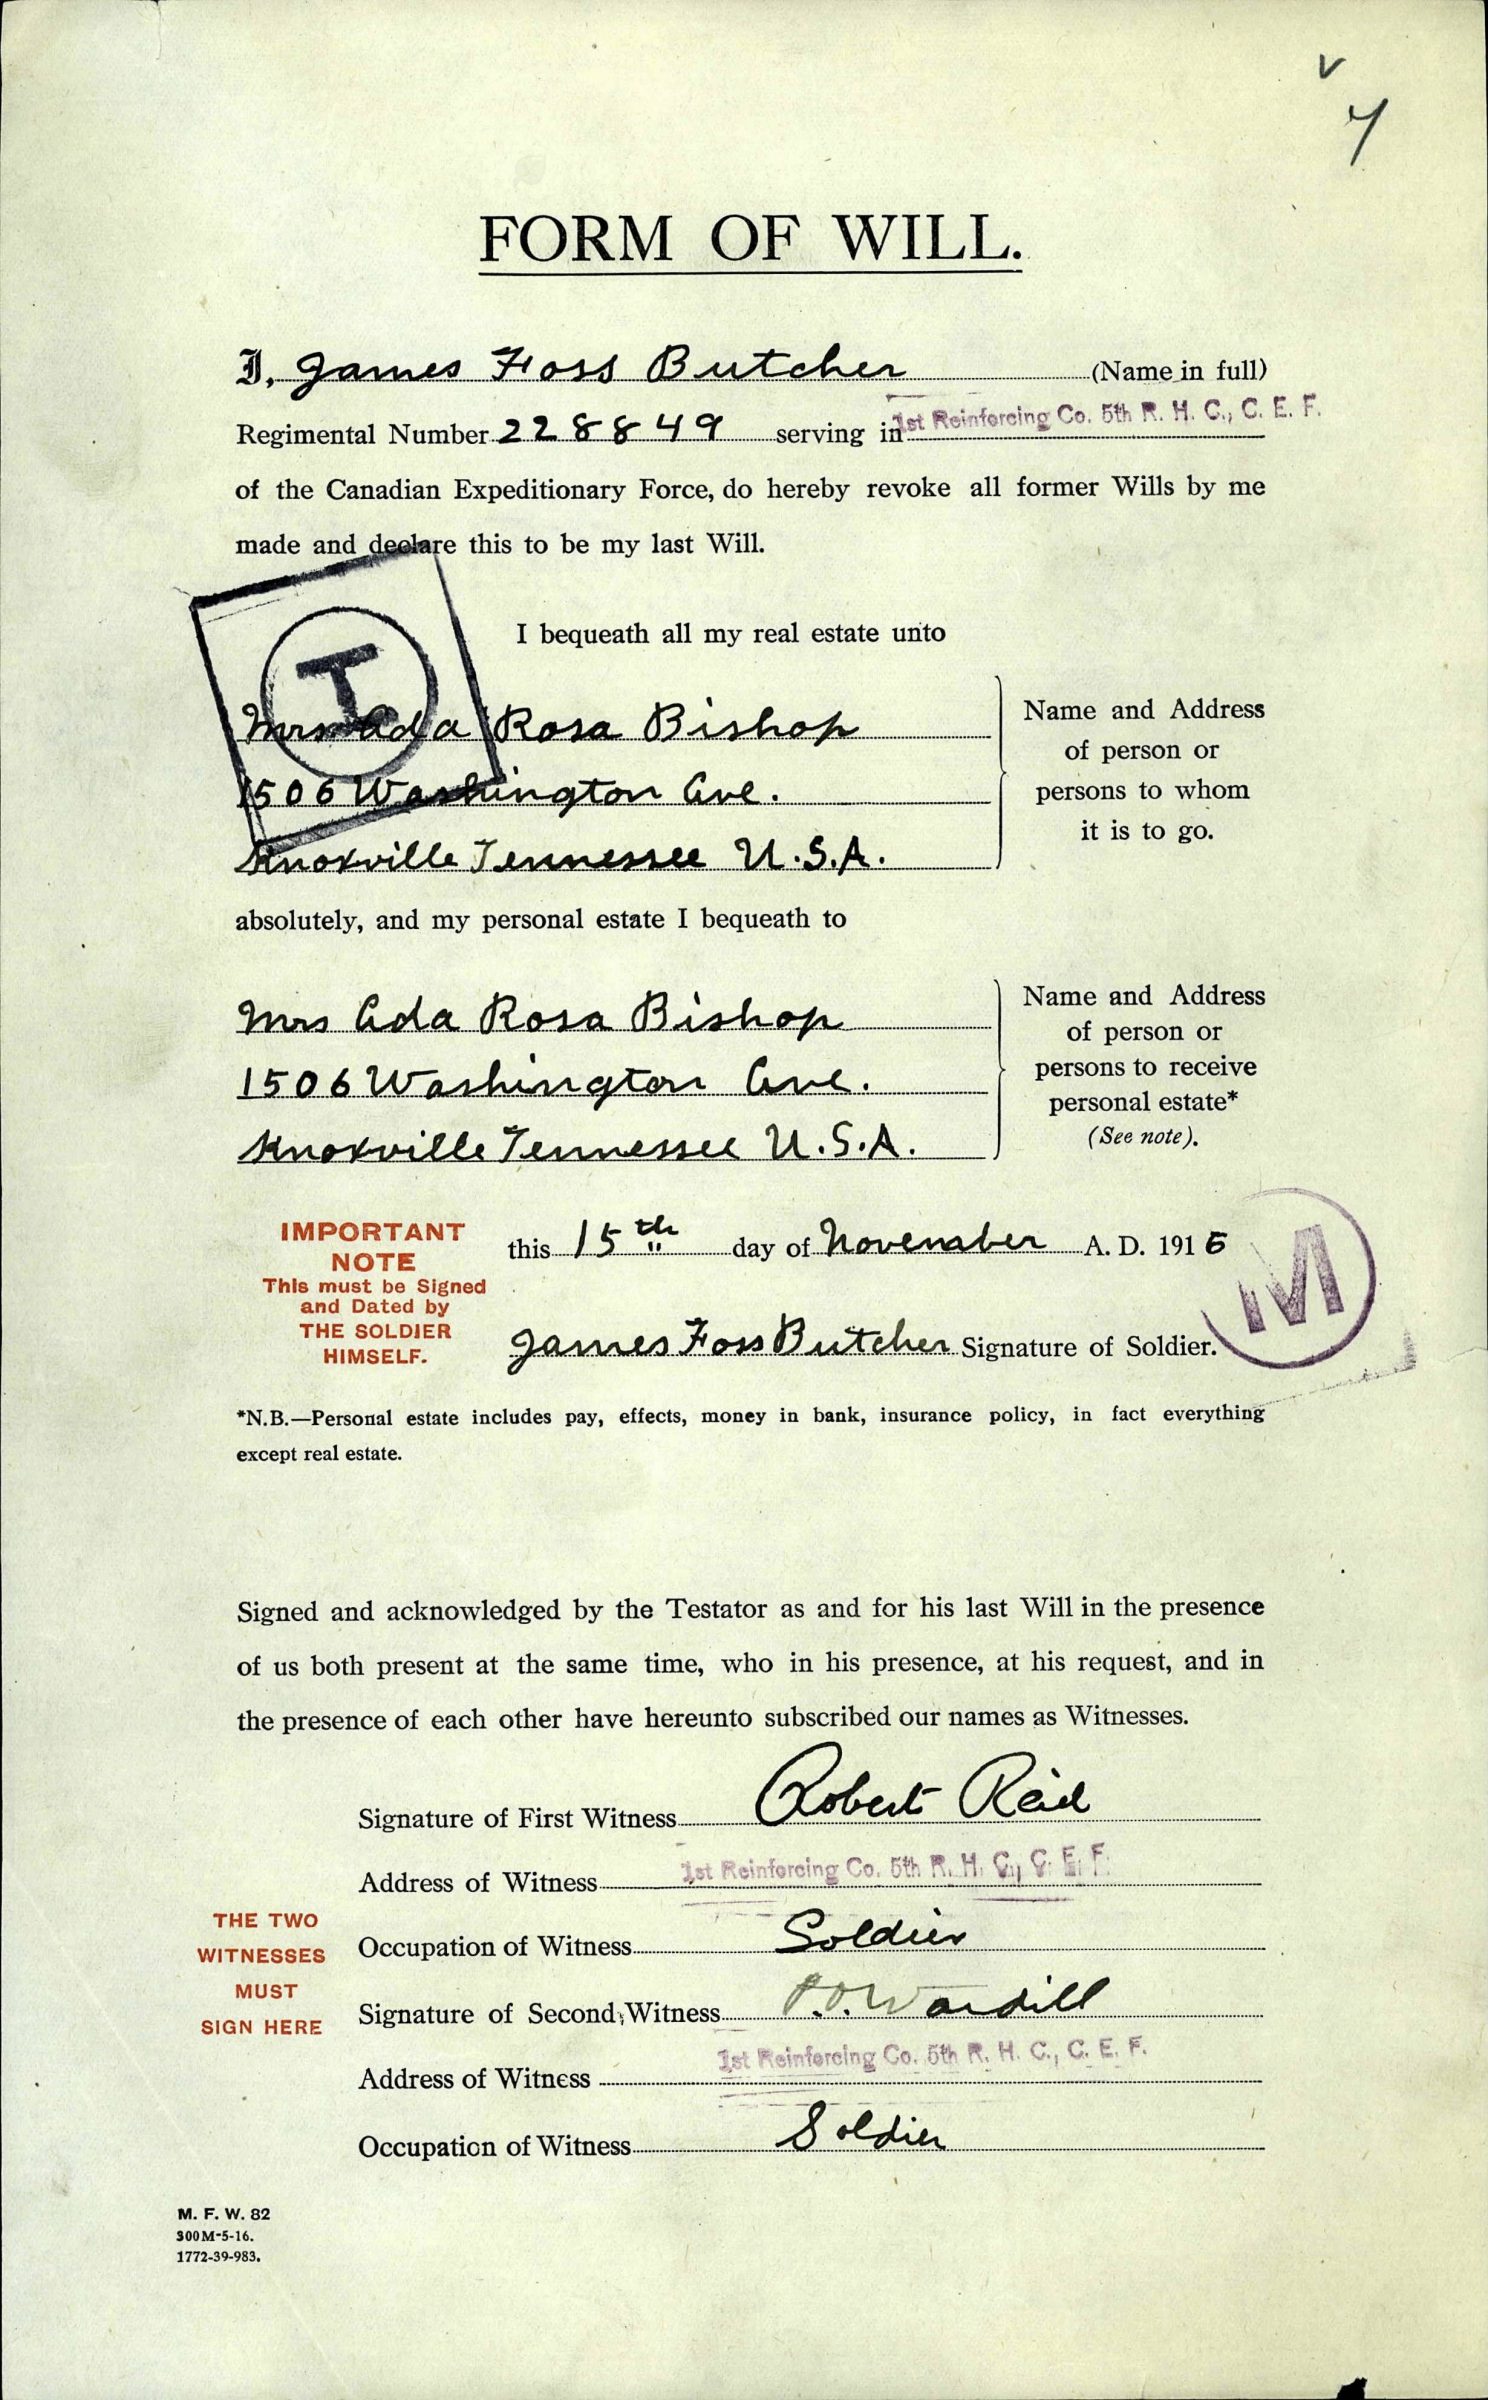 v
7
FORM OF WILL.
I, James Foss Butcher (Name in full)
Regimental Number 228849 serving in 1st Reinforcing Co. 5th R. H. C., C. E. F.
of the Canadian Expeditionary Force, do hereby revoke all former Wills by me
made and declare this to be my last Will.
T
I bequeath all my real estate unto
Mrs Ada Rosa Bishop
1506 Washington Ave.
Knoxville Tennessee U.S.A.
Name and Address
of person or
persons to whom
it is to go.
absolutely, and my personal estate I bequeath to
Mrs Ada Rosa Bishop
1506 Washington Ave.
Knoxville Tennessee U.S.A.
Name and Address
of person or
persons to receive
personal estate*
(See note).
IMPORTANT
NOTE
This must be Signed
and Dated by
THE SOLDIER
HIMSELF.
this 15th day of November A. D. 1916
M
James Foss Butcher Signature of Soldier.
*N.B.—Personal estate includes pay, effects, money in bank, insurance policy, in fact everything
except real estate.
Signed and acknowledged by the Testator as and for his last Will in the presence
of us both present at the same time, who in his presence, at his request, and in
the presence of each other have hereunto subscribed our names as Witnesses.
Signature of First Witness Robert Reid
Address of Witness 1st Reinforcing Co. 5th R. H. C., C. E. F.
THE TWO
WITNESSES
MUST
SIGN HERE
Occupation of Witness Soldier
Signature of Second Witness Wardill
Address of Witness 1st Reinforcing Co. 5th R. H. C., C. E. F.
Occupation of Witness Soldier
M. F. W. 82
300M-5-16.
1772-39-983.